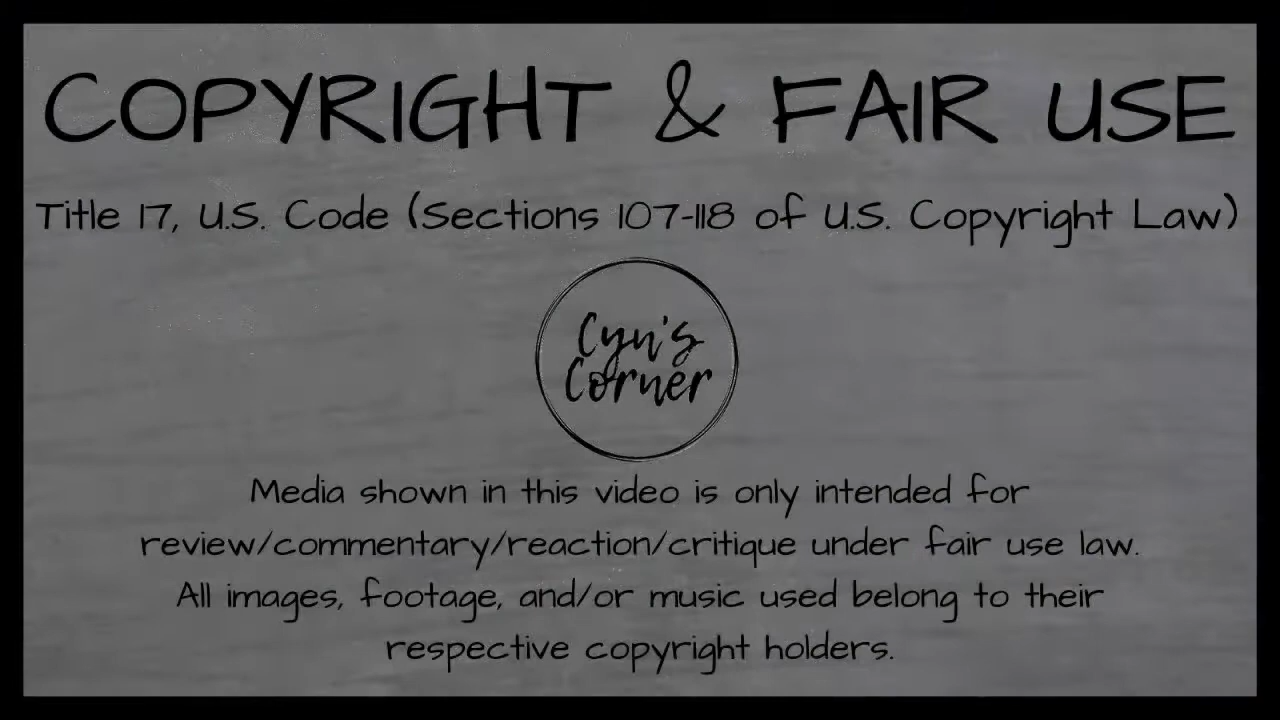 COPYRIGHT & FAIR USE
Title 17, U.S. Code (Sections 107-118 of U.S. Copyright Law)
Cyn's
Corner
Media shown in this video is only intended for
review/commentary/reaction/critique under fair use law.
All images, footage, and/or music used belong to their
respective copyright holders.